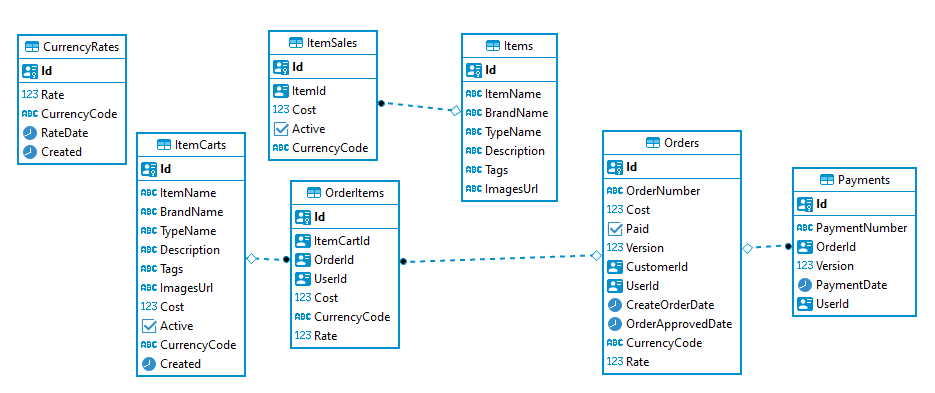 CurrencyRates
Id
123 Rate
ABC CurrencyCode
RateDate
Created
ItemCarts
Id
ABC ItemName
ABC BrandName
ABC TypeName
ABC Description
ABC Tags
ABC ImagesUrl
123 Cost
Active
ABC CurrencyCode
Created
ItemSales
Id
ItemId
123 Cost
Active
ABC CurrencyCode
OrderItems
Id
ItemCartId
OrderId
UserId
123 Cost
ABC CurrencyCode
123 Rate
Items
Id
ABC ItemName
ABC BrandName
ABC TypeName
ABC Description
ABC Tags
ABC ImagesUrl
Orders
Id
ABC OrderNumber
123 Cost
Paid
123 Version
CustomerId
UserId
CreateOrderDate
OrderApprovedDate
ABC CurrencyCode
123 Rate
Payments
Id
ABC PaymentNumber
OrderId
123 Version
PaymentDate
UserId